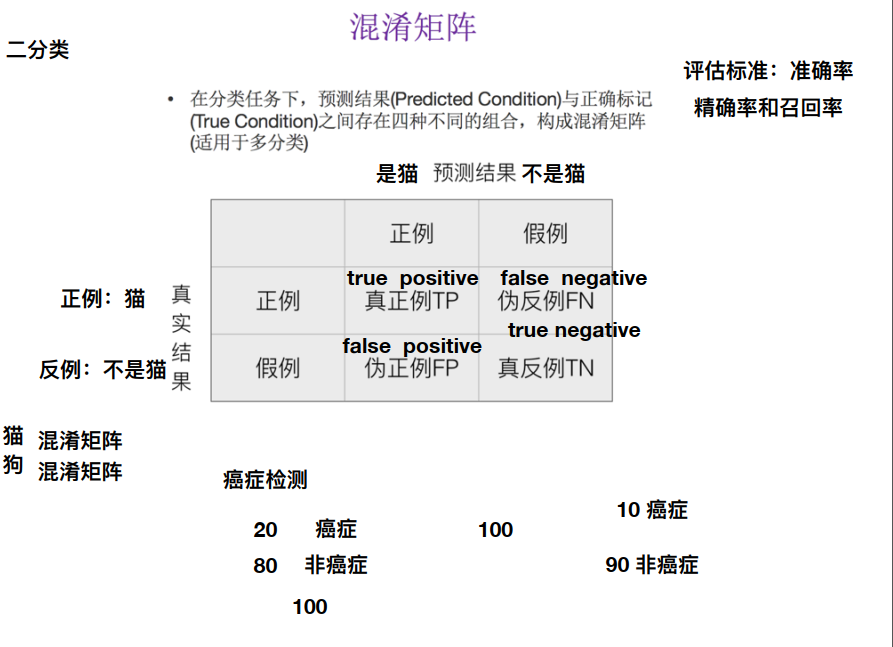 混淆矩阵
二分类
评估标准：准确率
精确率和召回率
• 在分类任务下，预测结果(Predicted Condition)与正确标记
(True Condition)之间存在四种不同的组合，构成混淆矩阵
(适用于多分类)
是猫 预测结果 不是猫
正例 假例
true positive false negative
正例：猫 真实结果 正例 真正例TP 伪反例FN
true negative
false positive
反例：不是猫 假例 伪正例FP 真反例TN
猫 混淆矩阵
狗 混淆矩阵
癌症检测
10 癌症
20 癌症 100
80 非癌症 90 非癌症
100